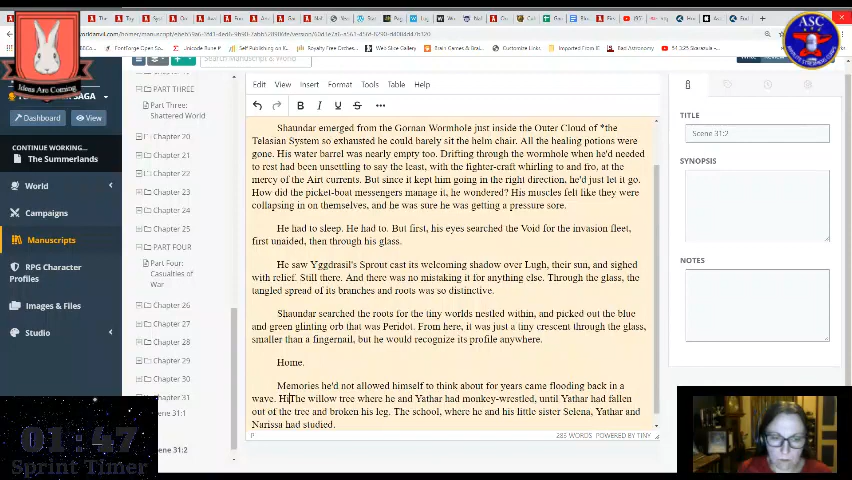 Ideas Are Coming
ASC
Edit View Insert Format Tools Table Help
Dashboard
View
CONTINUE WORKING...
The Summerlands
World
Campaigns
Manuscripts
RPG Character
Profiles
Images & Files
Studio
PART THREE
Part Three:
Shattered World
Chapter 20
Chapter 21
Chapter 22
Chapter 23
Chapter 24
Chapter 25
PART FOUR
Part Four:
Casualties of
War
Chapter 26
Chapter 27
Chapter 28
Chapter 29
Chapter 30
Chapter 31
Shaundar emerged from the Gornan Wormhole just inside the Outer Cloud of *the
Telasian System so exhausted he could barely sit the helm chair. All the healing potions were
gone. His water barrel was nearly empty too. Drifting through the wormhole when he'd needed
to rest had been unsettling to say the least, with the fighter-craft whirling to and fro, at the
mercy of the Airt currents. But since it kept him going in the right direction, he'd just let it go.
How did the picket-boat messengers manage it, he wondered? His muscles felt like they were
collapsing in on themselves, and he was sure he was getting a pressure sore.
He had to sleep. He had to. But first, his eyes searched the Void for the invasion fleet,
first unaided, then through his glass.
He saw Yggdrasil's Sprout cast its welcoming shadow over Lugh, their sun, and sighed
with relief. Still there. And there was no mistaking it for anything else. Through the glass, the
tangled spread of its branches and roots was so distinctive.
Shaundar searched the roots for the tiny worlds nestled within, and picked out the blue
and green glinting orb that was Peridot. From here, it was just a tiny crescent through the glass,
smaller than a fingernail, but he would recognize its profile anywhere.
Home.
Memories he'd not allowed himself to think about for years came flooding back in a
wave. HiThe willow tree where he and Yathar had monkey-wrestled, until Yathar had fallen
out of the tree and broken his leg. The school, where he and his little sister Selena, Yathar and
Narissa had studied.
P
285 WORDS POWERED BY TINY
TITLE
Scene 31:2
SYNOPSIS
NOTES
01:47
Sprint Timer